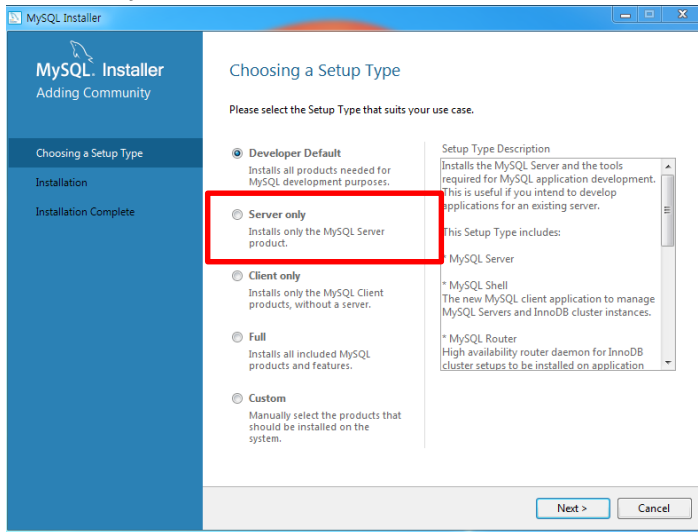 MySQL Installer
MySQL. Installer
Adding Community
Choosing a Setup Type
Installation
Installation Complete
Choosing a Setup Type
Please select the Setup Type that suits your use case.
Developer Default
Installs all products needed for
MySQL development purposes.
Server only
Installs only the MySQL Server
product.
Client only
Installs only the MySQL Client
products, without a server.
Full
Installs all included MySQL
products and features.
Custom
Manually select the products that
should be installed on the
system.
Setup Type Description
Installs the MySQL Server and the tools
required for MySQL application development.
This is useful if you intend to develop
applications for an existing server.
This Setup Type includes:
* MySQL Server
* MySQL Shell
The new MySQL client application to manage
MySQL Servers and InnoDB cluster instances.
* MySQL Router
High availability router daemon for InnoDB
cluster setups to be installed on application
Next >
Cancel